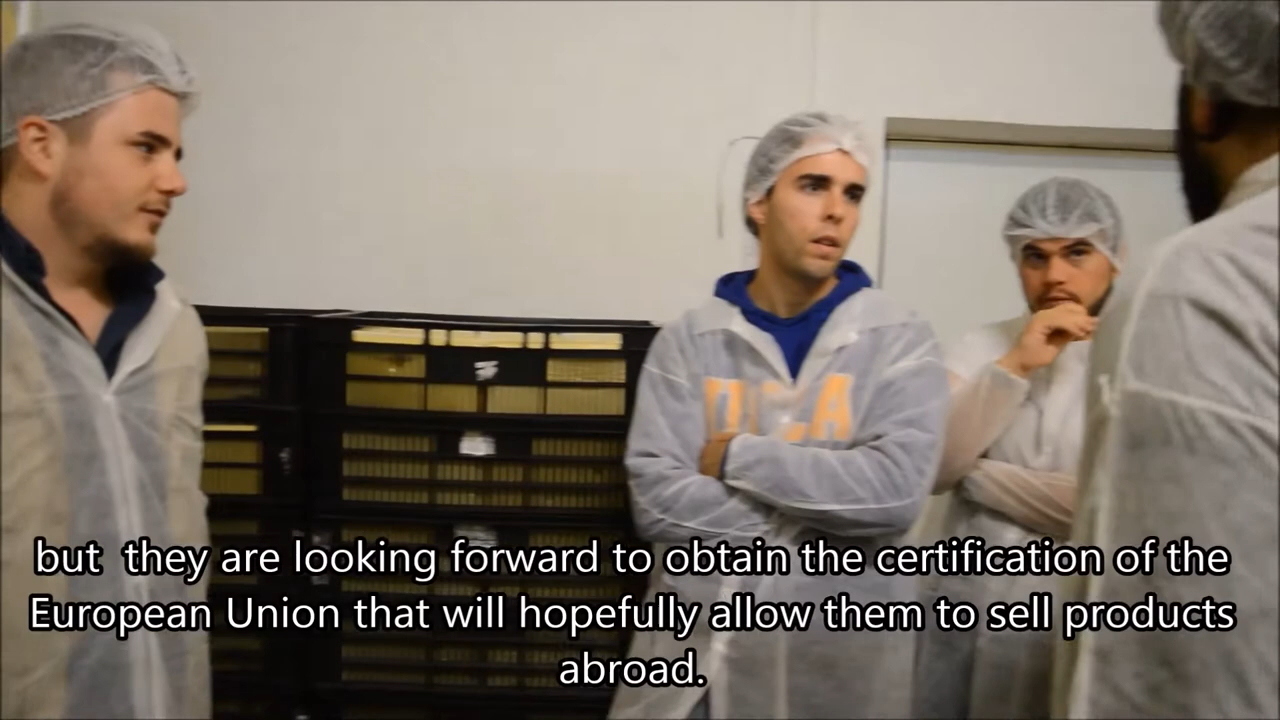 UCLA
but  they are looking forward to obtain the certification of the
European Union that will hopefully allow them to sell products
abroad.